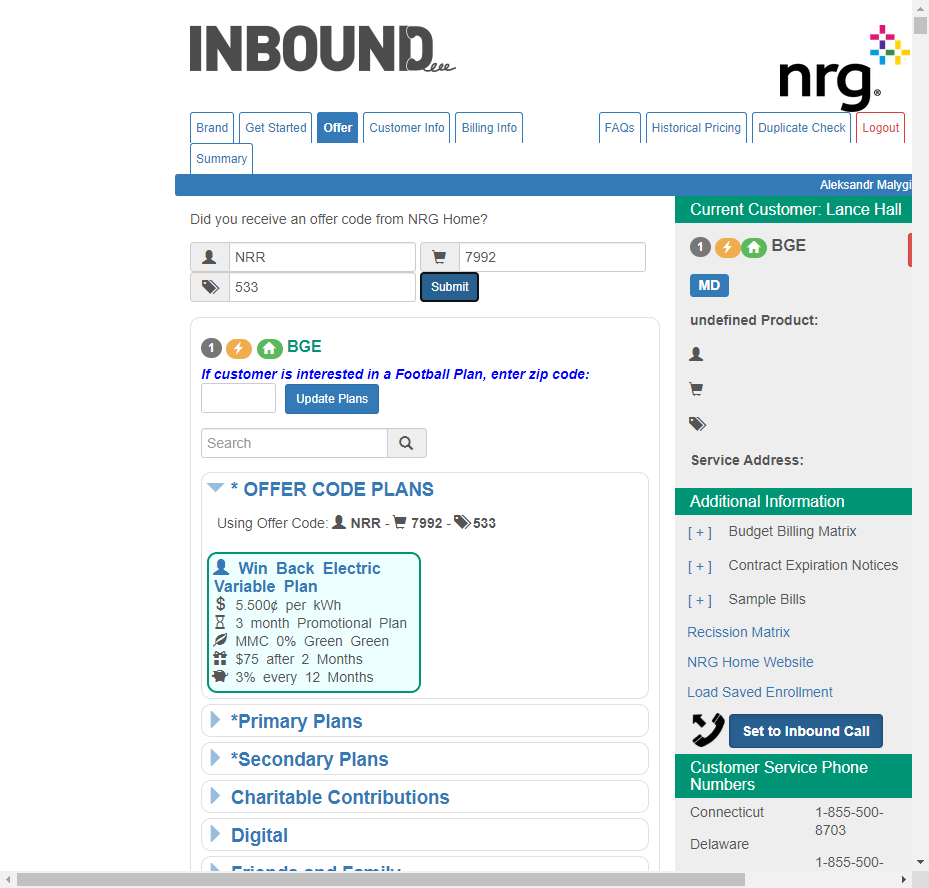 INBOUND
nrg
Brand Get Started Offer Customer Info Billing Info FAQs Historical Pricing Duplicate Check Logout
Summary
Aleksandr Malygi
Did you receive an offer code from NRG Home?
NRR 7992
533 Submit
1 BGE
If customer is interested in a Football Plan, enter zip code:
Update Plans
Search
* OFFER CODE PLANS
Using Offer Code: NRR - 7992 - 533
Win Back Electric
Variable Plan
$ 5.500¢ per kWh
3 month Promotional Plan
MMC 0% Green Green
$75 after 2 Months
3% every 12 Months
*Primary Plans
*Secondary Plans
Charitable Contributions
Digital
Friends and Family
Current Customer: Lance Hall
1 BGE
MD
undefined Product:
Service Address:
Additional Information
[ + ] Budget Billing Matrix
[ + ] Contract Expiration Notices
[ + ] Sample Bills
Recission Matrix
NRG Home Website
Load Saved Enrollment
Set to Inbound Call
Customer Service Phone
Numbers
Connecticut 1-855-500-
8703
Delaware
1-855-500-